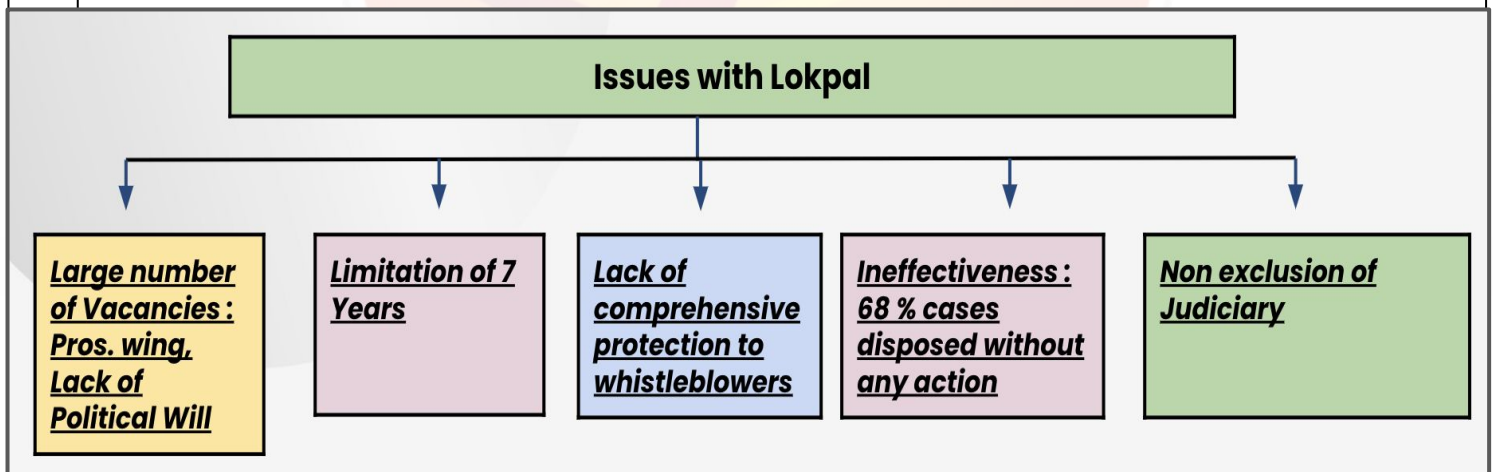 Issues with Lokpal
Large number
of Vacancies :
Pros. wing,
Lack of
Political Will
Limitation of 7
Years
Lack of
comprehensive
protection to
whistleblowers
Ineffectiveness :
68 % cases
disposed without
any action
Non exclusion of
Judiciary